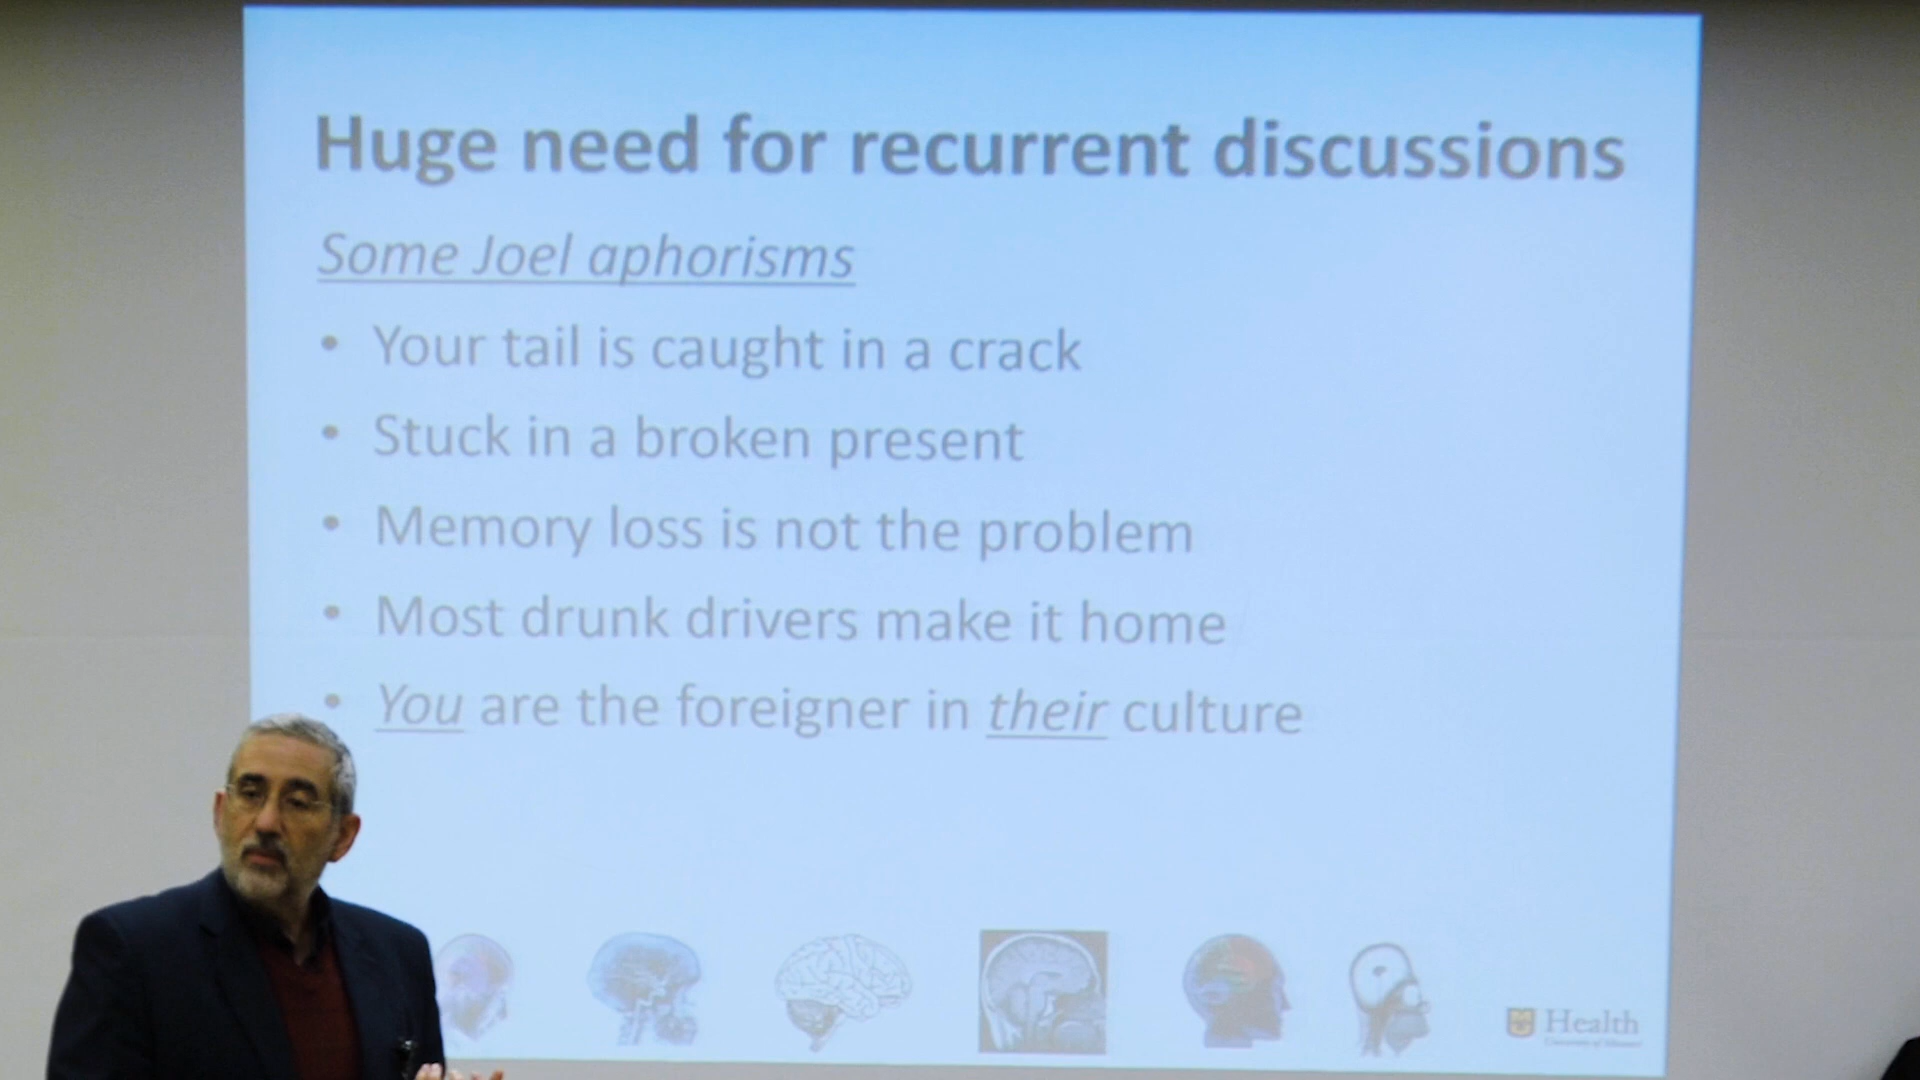 Huge need for recurrent discussions
Some Joel aphorisms
• Your tail is caught in a crack
• Stuck in a broken present
• Memory loss is not the problem
• Most drunk drivers make it home
• You are the foreigner in their culture
Health